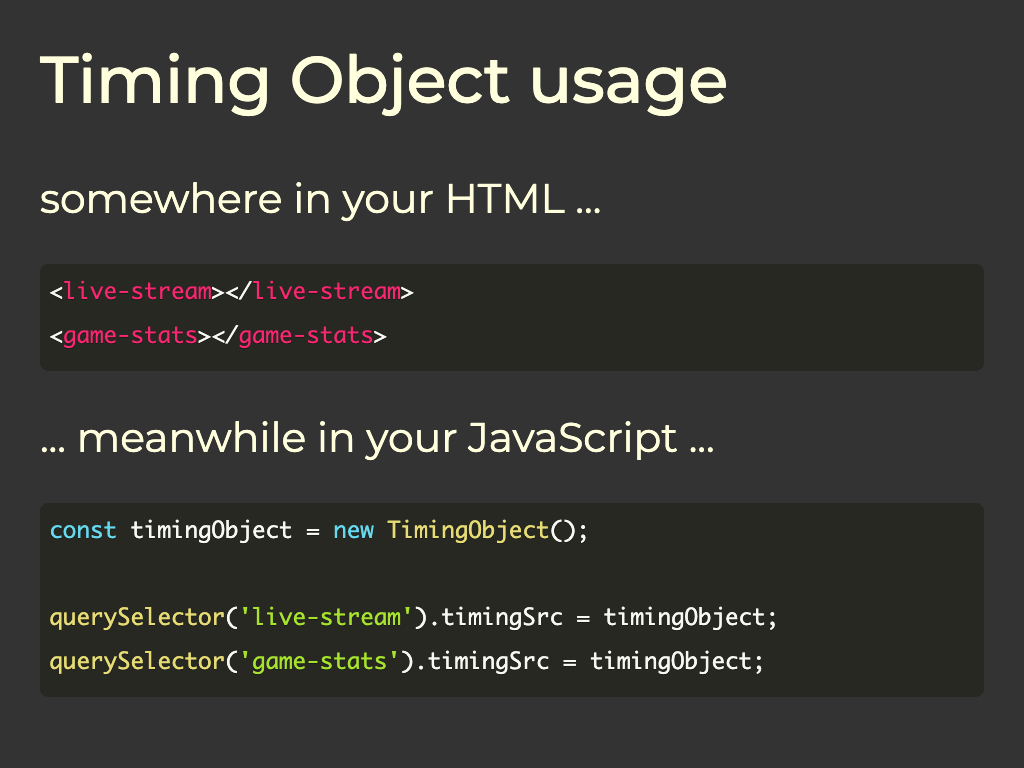 Timing Object usage
somewhere in your HTML ...
<live-stream></live-stream>
<game-stats></game-stats>
... meanwhile in your JavaScript ...
const timingObject = new TimingObject();
querySelector('live-stream').timingSrc = timingObject;
querySelector('game-stats').timingSrc = timingObject;